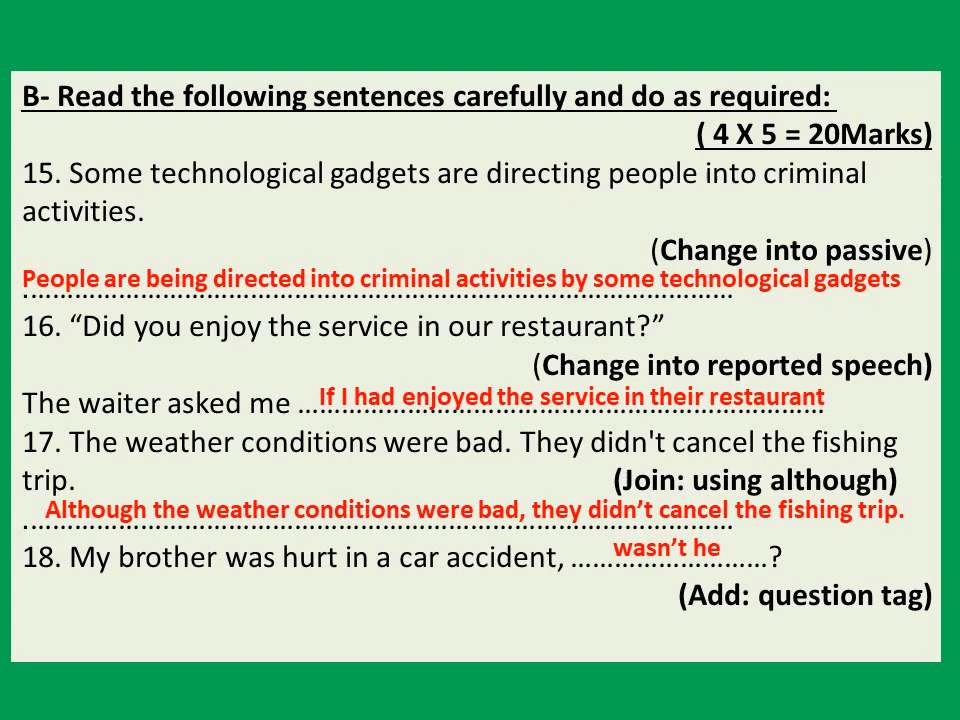 B- Read the following sentences carefully and do as required:
( 4 X 5 = 20Marks)
15. Some technological gadgets are directing people into criminal
activities.
(Change into passive)
People are being directed into criminal activities by some technological gadgets
……………………………………………………………………………………
16. “Did you enjoy the service in our restaurant?”
(Change into reported speech)
The waiter asked me ………………………………………………………………
If I had enjoyed the service in their restaurant
17. The weather conditions were bad. They didn't cancel the fishing
trip. (Join: using although)
Although the weather conditions were bad, they didn’t cancel the fishing trip.
……………………………………………………………………………………
wasn’t he
18. My brother was hurt in a car accident, ………………………?
(Add: question tag)